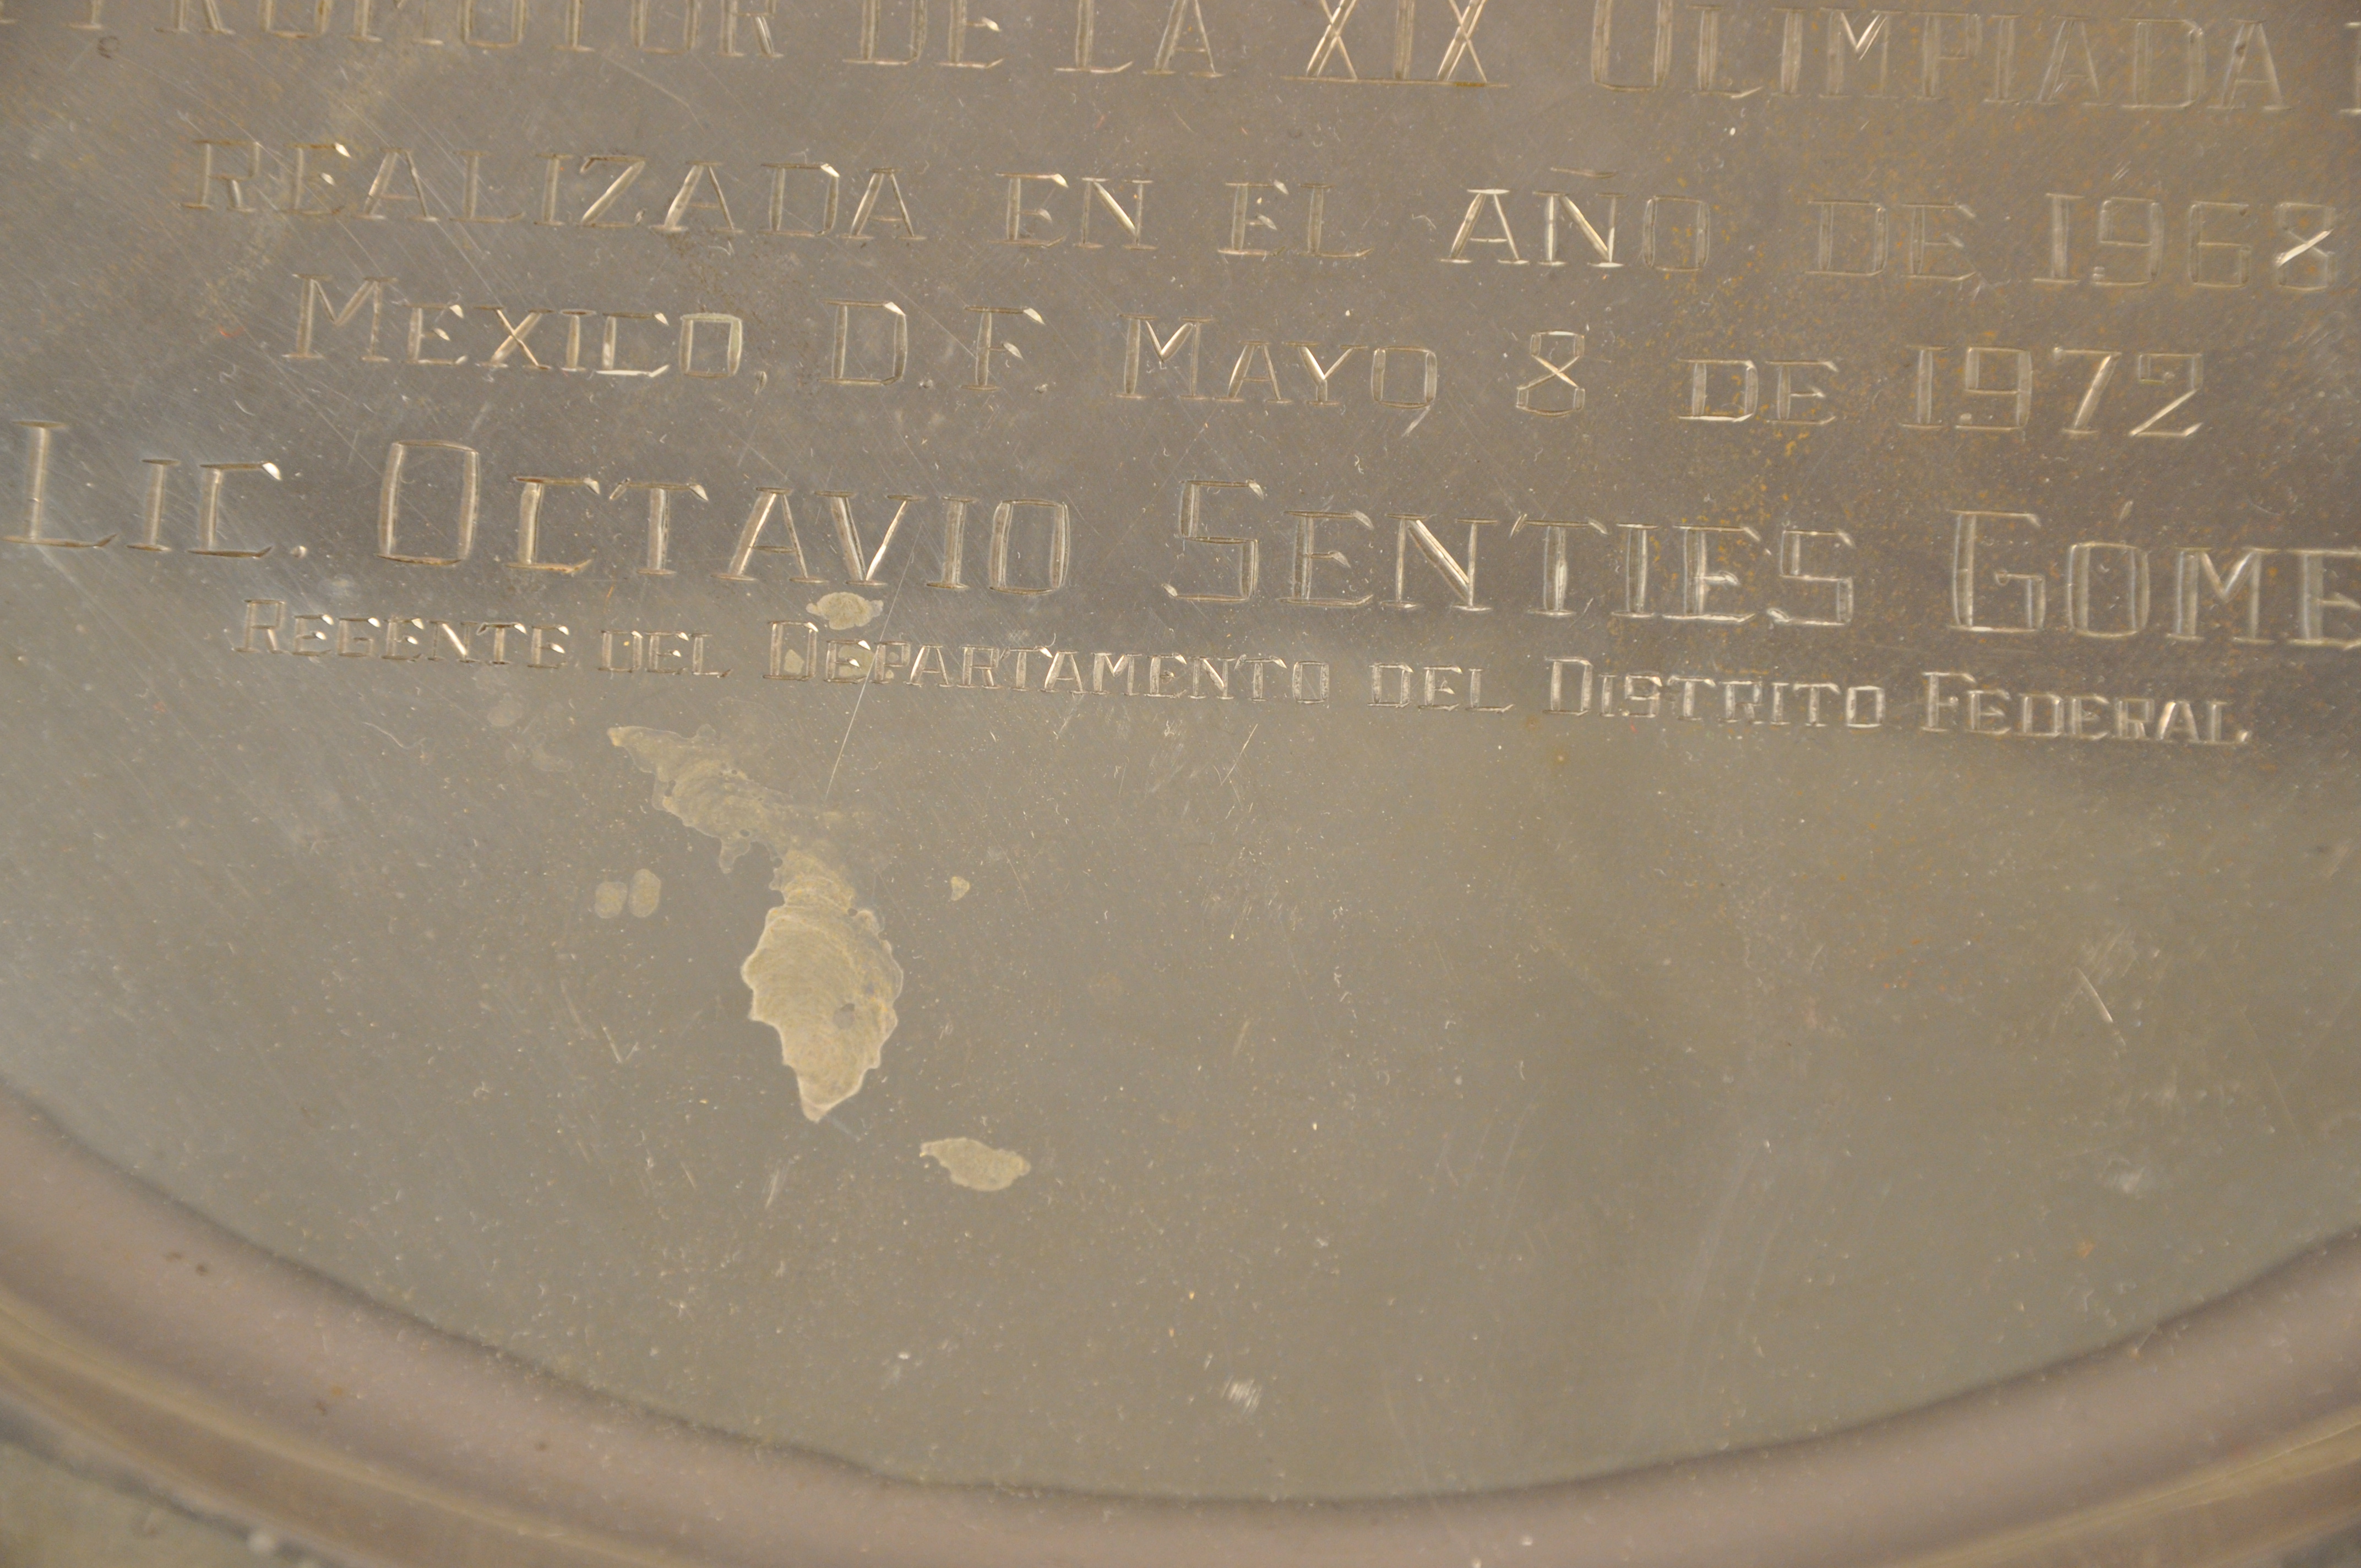 PROMOTOR DE LA XIX OLIMPIADA
REALIZADA EN EL AÑO DE 1968
MEXICO, D.F. MAYO, 8 DE 1972
LIC. OCTAVIO SENTIES GÓME
REGENTE DEL DEPARTAMENTO DEL DISTRITO FEDERAL.